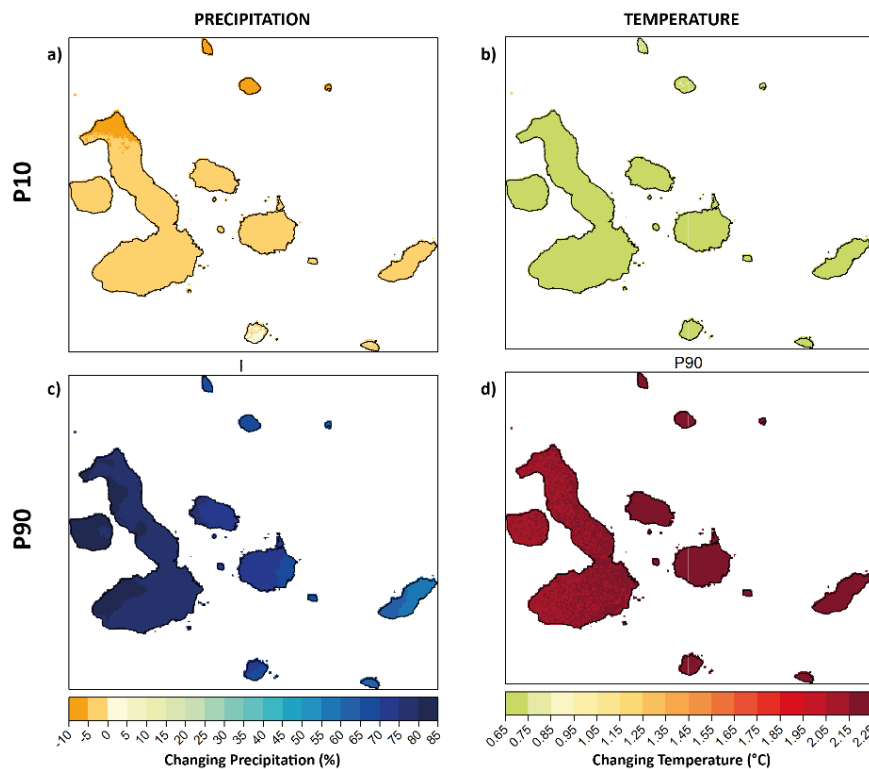 PRECIPITATION
TEMPERATURE
a)
b)
P10
I
P90
c)
d)
P90
-10 -5 0 5 10 15 20 25 30 35 40 45 50 55 60 65 70 75 80 85
Changing Precipitation (%)
0.65 0.75 0.85 0.95 1.05 1.15 1.25 1.35 1.45 1.55 1.65 1.75 1.85 1.95 2.05 2.15 2.25
Changing Temperature (°C)